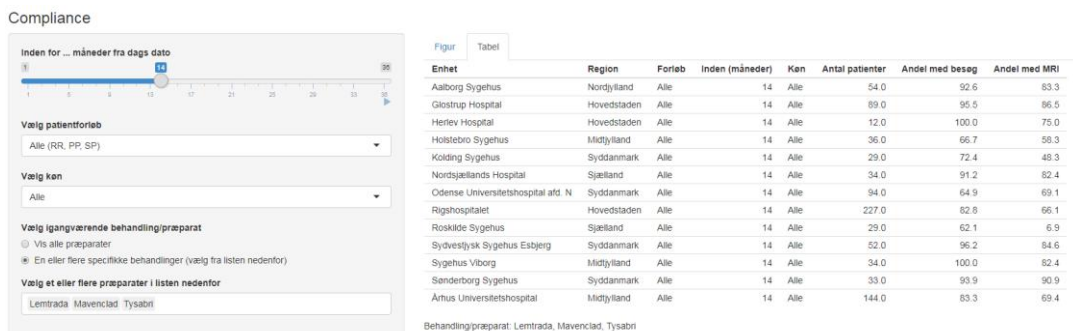 Compliance
Inden for ... måneder fra dags dato
1 14 36
1 5 9 13 17 21 25 29 33 36
Vælg patientforløb
Alle (RR, PP, SP)
Vælg køn
Alle
Vælg igangværende behandling/præparat
Vis alle præparater
En eller flere specifikke behandlinger (vælg fra listen nedenfor)
Vælg et eller flere præparater i listen nedenfor
Lemtrada Mavenclad Tysabri
Figur Tabel
Enhet Region Forløb Inden (måneder) Køn Antal patienter Andel med besøg Andel med MRI
Aalborg Sygehus Nordjylland Alle 14 Alle 54.0 92.6 83.3
Glostrup Hospital Hovedstaden Alle 14 Alle 89.0 95.5 86.5
Herlev Hospital Hovedstaden Alle 14 Alle 12.0 100.0 75.0
Holstebro Sygehus Midtjylland Alle 14 Alle 36.0 66.7 58.3
Kolding Sygehus Syddanmark Alle 14 Alle 29.0 72.4 48.3
Nordsjællands Hospital Sjælland Alle 14 Alle 34.0 91.2 82.4
Odense Universitetshospital afd. N Syddanmark Alle 14 Alle 94.0 64.9 69.1
Rigshospitalet Hovedstaden Alle 14 Alle 227.0 82.8 66.1
Roskilde Sygehus Sjælland Alle 14 Alle 29.0 62.1 6.9
Sydvestjysk Sygehus Esbjerg Syddanmark Alle 14 Alle 52.0 96.2 84.6
Sygehus Viborg Midtjylland Alle 14 Alle 34.0 100.0 82.4
Sønderborg Sygehus Syddanmark Alle 14 Alle 33.0 93.9 90.9
Århus Universitetshospital Midtjylland Alle 14 Alle 144.0 83.3 69.4
Behandling/præparat: Lemtrada, Mavenclad, Tysabri